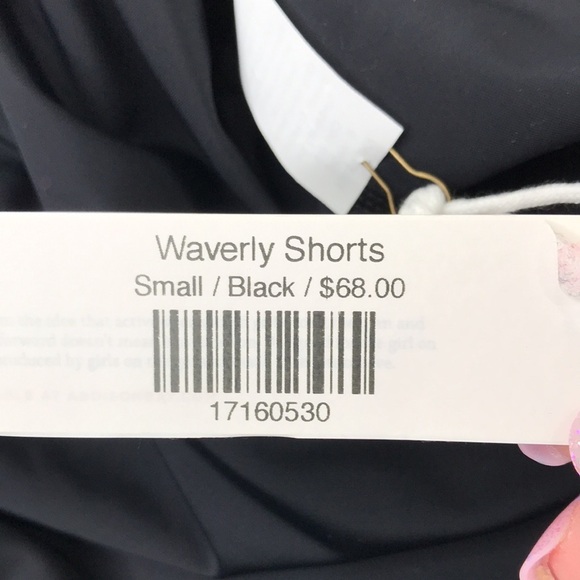 Waverly Shorts
Small / Black / $68.00
17160530